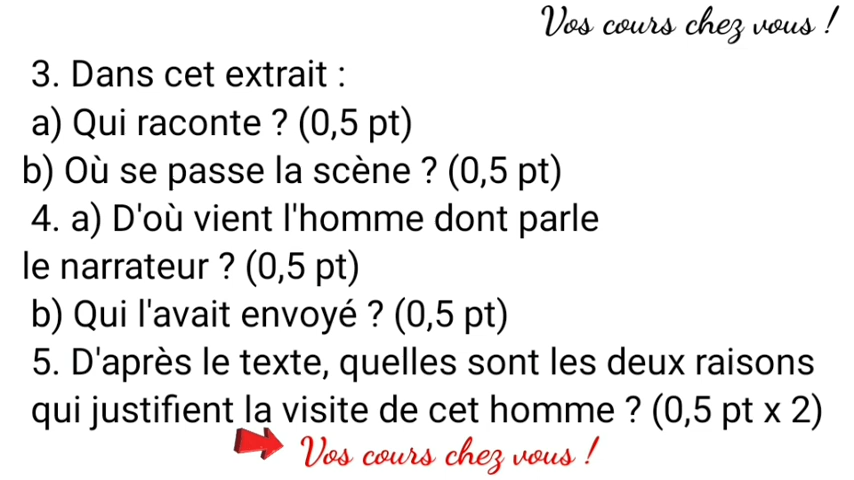 Vos cours chez vous !
3. Dans cet extrait :
a) Qui raconte ? (0,5 pt)
b) Où se passe la scène ? (0,5 pt)
4. a) D'où vient l'homme dont parle
le narrateur ? (0,5 pt)
b) Qui l'avait envoyé ? (0,5 pt)
5. D'après le texte, quelles sont les deux raisons
qui justifient la visite de cet homme ? (0,5 pt x 2)
Vos cours chez vous !